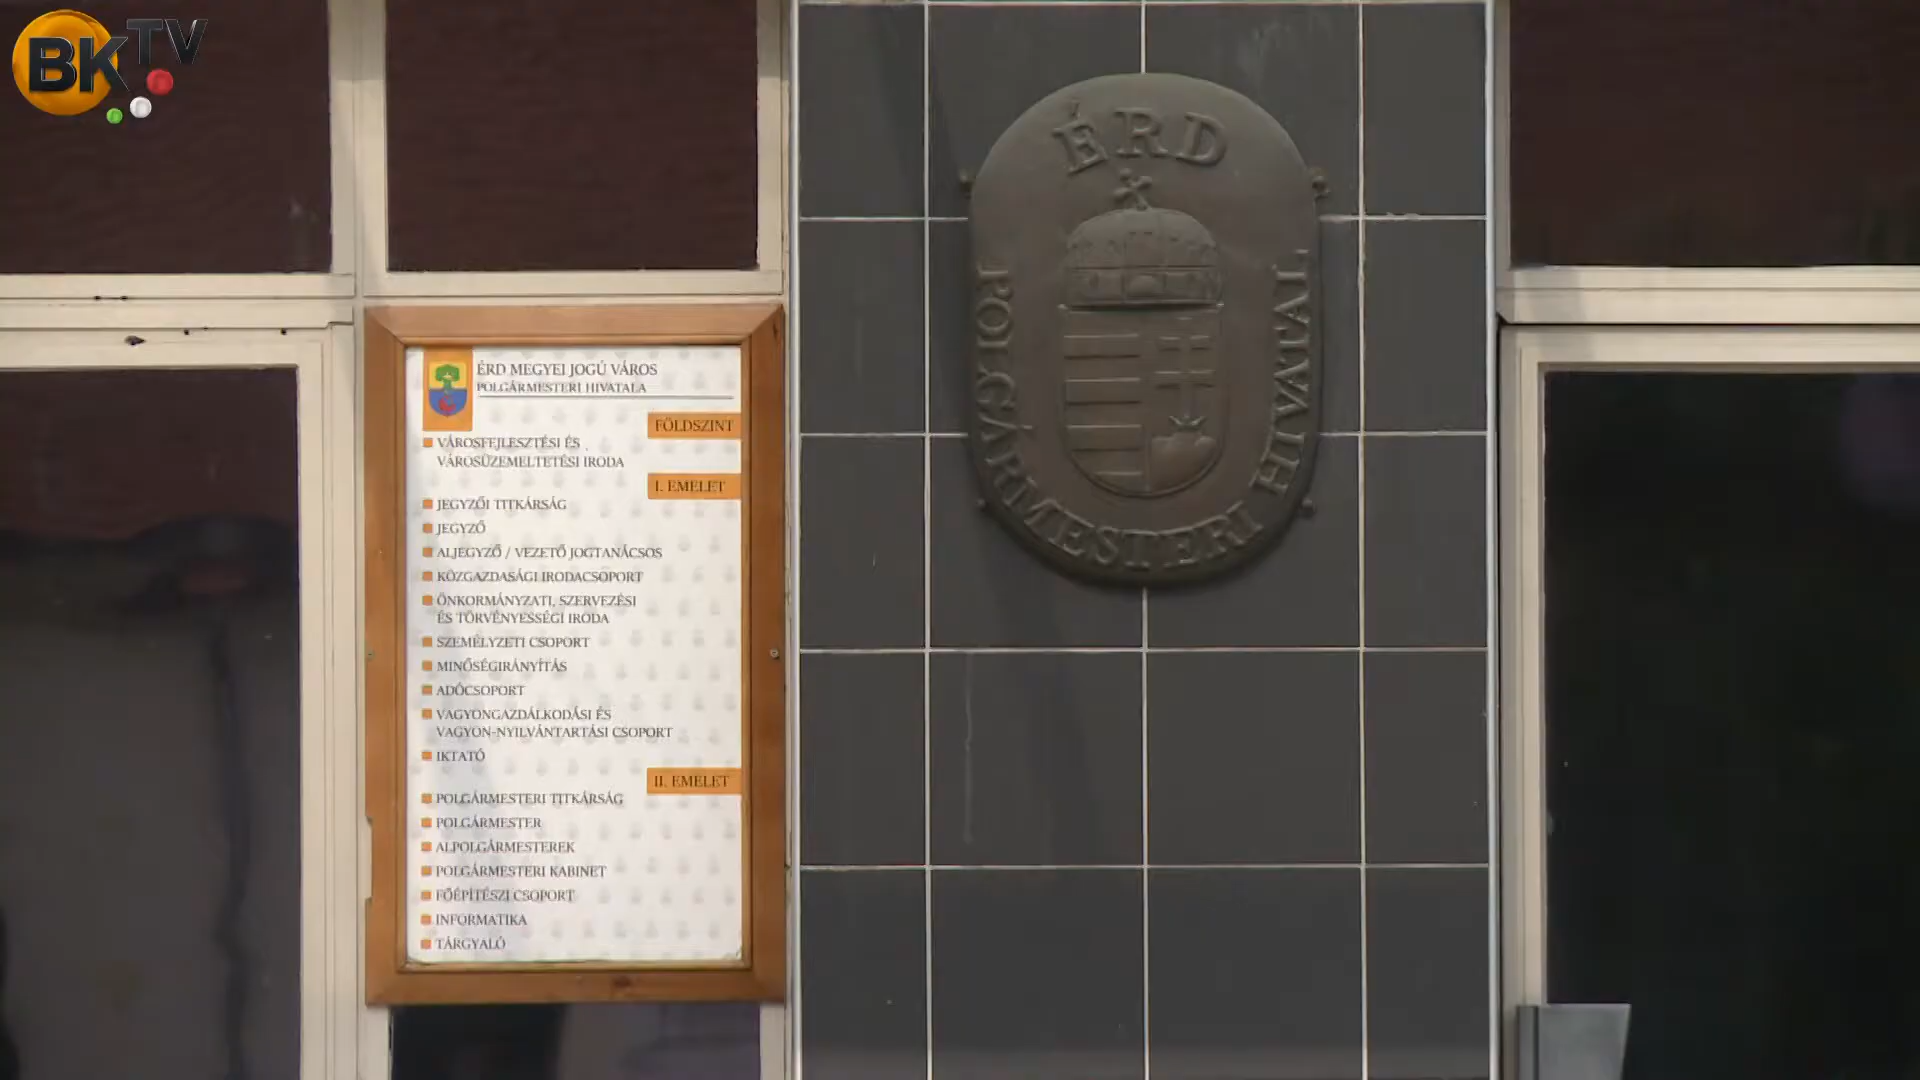 BKTV
ÉRD
POLGÁRMESTERI HIVATAL
ÉRD MEGYEI JOGÚ VÁROS
POLGÁRMESTERI HIVATALA
FÖLDSZINT
VÁROSFEJLESZTÉSI ÉS
VÁROSÜZEMELTETÉSI IRODA
I. EMELET
JEGYZŐI TITKÁRSÁG
JEGYZŐ
ALJEGYZŐ / VEZETŐ JOGTANÁCSOS
KÖZGAZDASÁGI IRODACSOPORT
ÖNKORMÁNYZATI, SZERVEZÉSI
ÉS TÖRVÉNYESSÉGI IRODA
SZEMÉLYZETI CSOPORT
MINŐSÉGIRÁNYÍTÁS
ADÓCSOPORT
VAGYONGAZDÁLKODÁSI ÉS
VAGYON-NYILVÁNTARTÁSI CSOPORT
IKTATÓ
II. EMELET
POLGÁRMESTERI TITKÁRSÁG
POLGÁRMESTER
ALPOLGÁRMESTEREK
POLGÁRMESTERI KABINET
FŐÉPÍTÉSZI CSOPORT
INFORMATIKA
TÁRGYALÓ